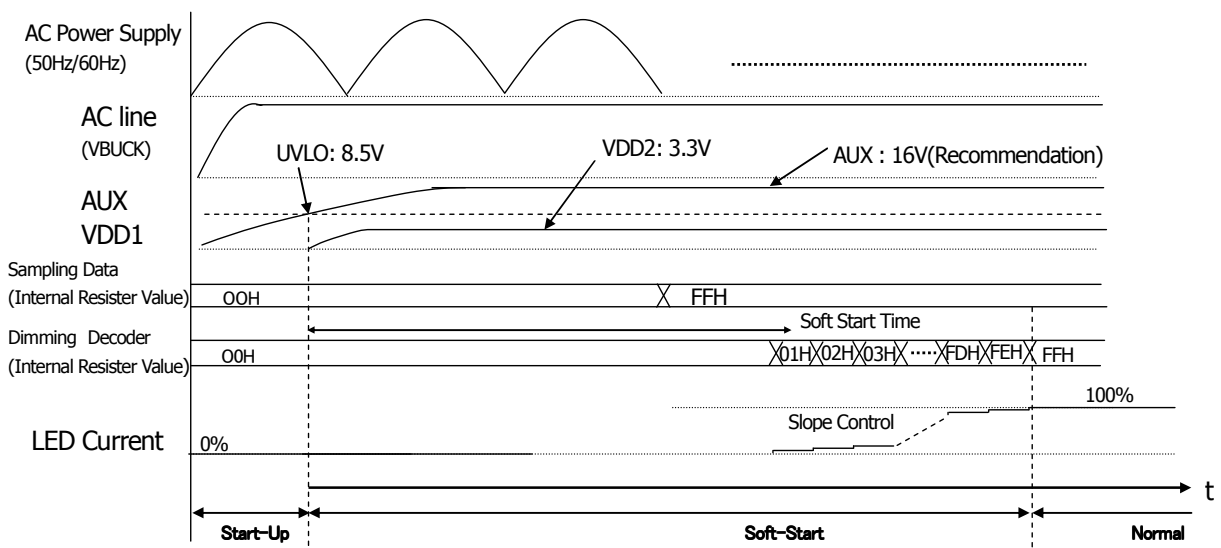 AC Power Supply
(50Hz/60Hz)
AC line
(VBUCK)
UVLO: 8.5V
VDD2: 3.3V
AUX : 16V(Recommendation)
AUX
VDD1
Sampling Data
(Internal Resister Value)
OOH
FFH
Soft Start Time
Dimming Decoder
(Internal Resister Value)
O0H
01H
02H
03H
FDH
FEH
FFH
100%
Slope Control
LED Current
0%
t
Start-Up
Soft-Start
Normal